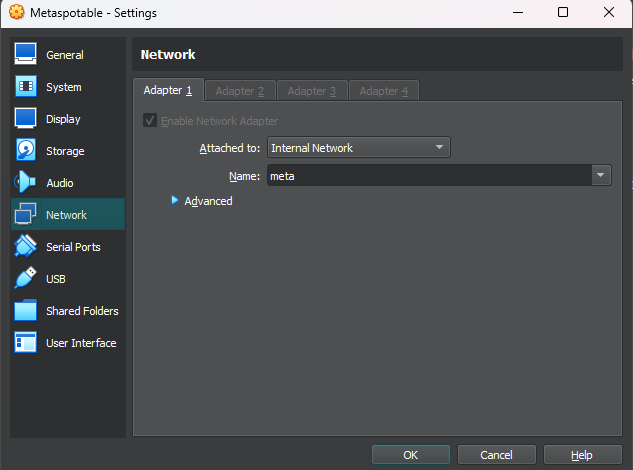 Metaspotable - Settings
General
System
Display
Storage
Audio
Network
Serial Ports
USB
Shared Folders
User Interface
Network
Adapter 1
Adapter 2
Adapter 3
Adapter 4
Enable Network Adapter
Attached to: Internal Network
Name: meta
Advanced
OK
Cancel
Help